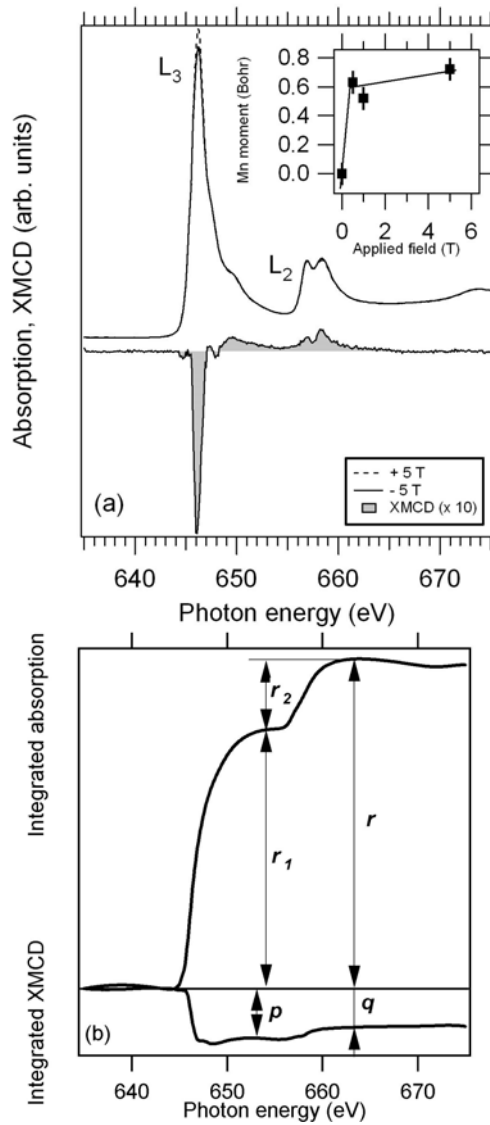 L3
L2
Mn moment (Bohr)
0.8
0.6
0.4
0.2
0.0
0 2 4 6
Applied field (T)
Absorption, XMCD (arb. units)
+ 5 T
- 5 T
XMCD (x 10)
(a)
640 650 660 670
Photon energy (eV)
Integrated absorption
r2
r1
r
Integrated XMCD
p
q
(b)
640 650 660 670
Photon energy (eV)